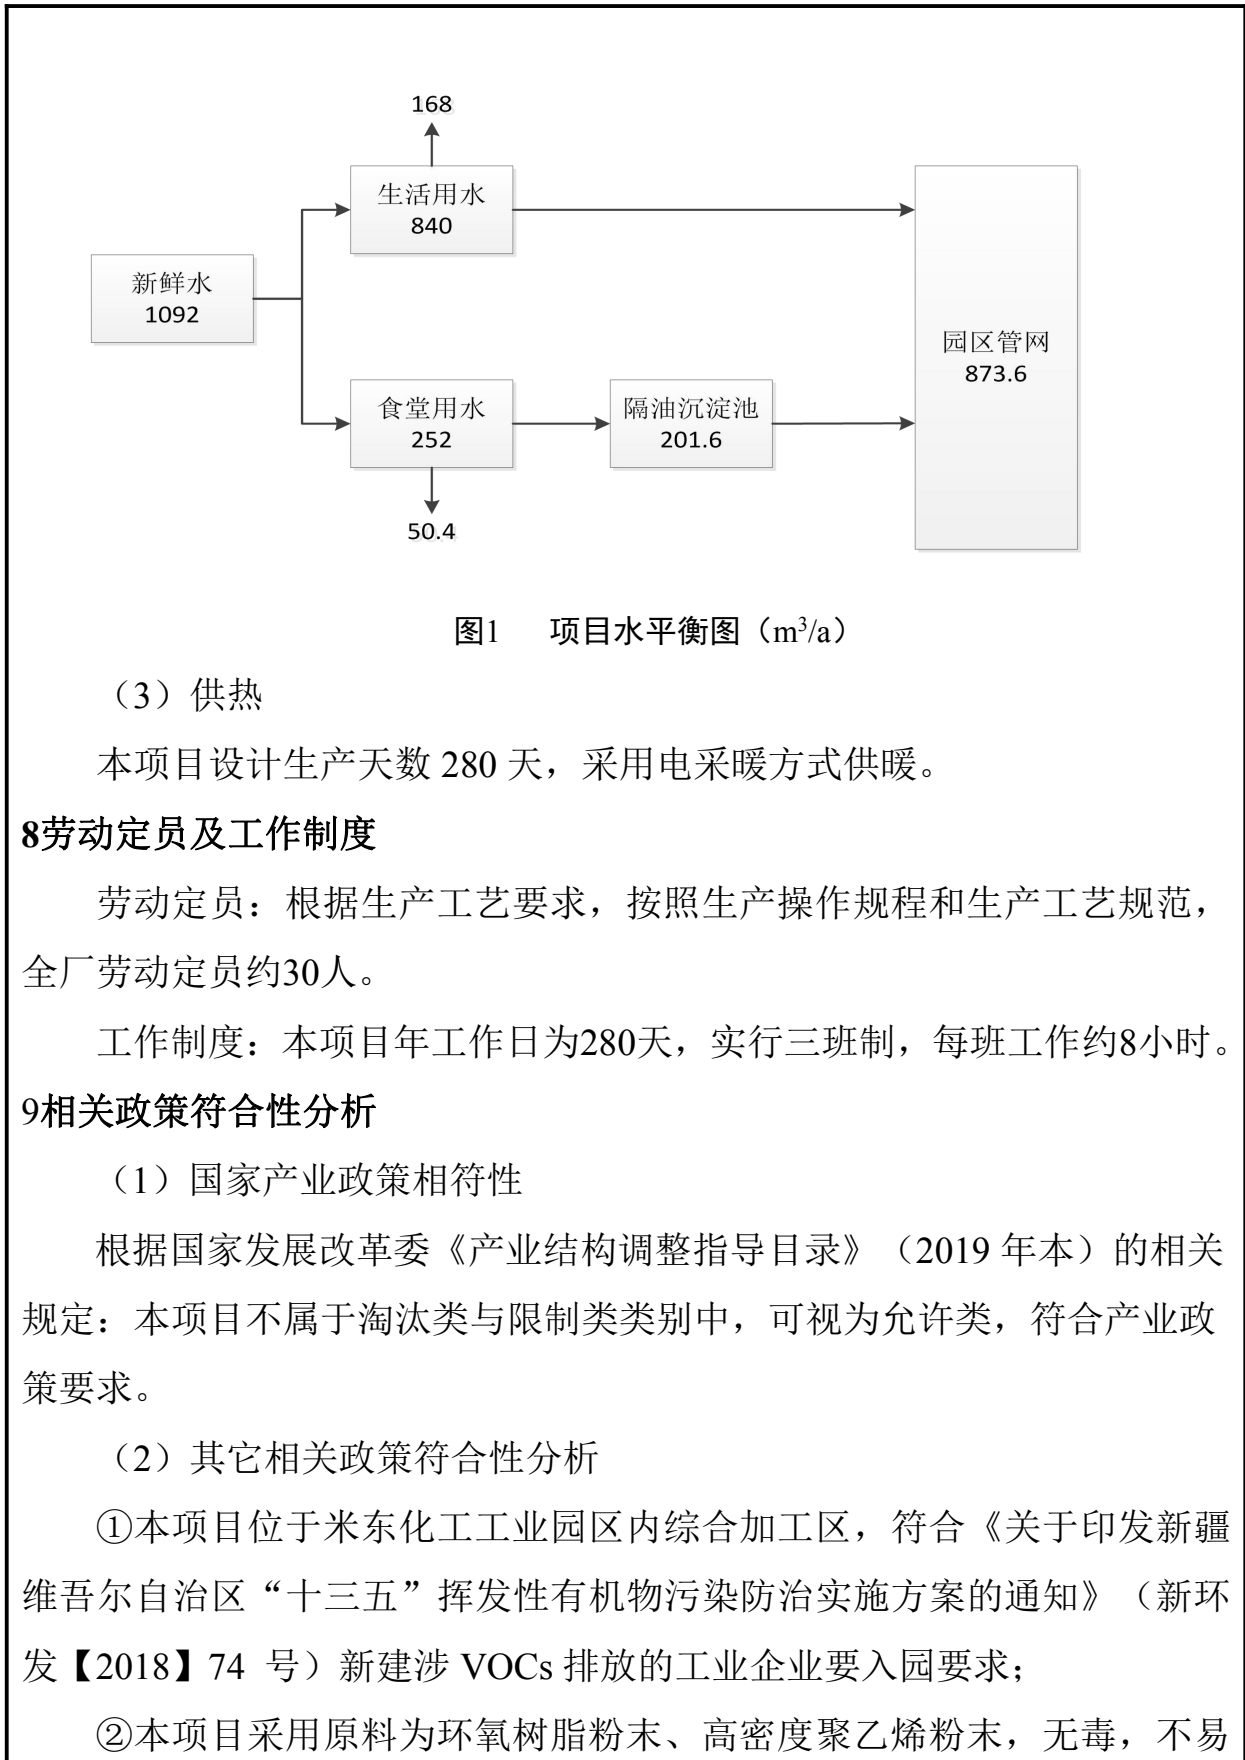 168
生活用水
840
新鲜水
1092
园区管网
873.6
食堂用水
252
隔油沉淀池
201.6
50.4
图1 项目水平衡图（m³/a）
（3）供热
本项目设计生产天数 280 天，采用电采暖方式供暖。
8劳动定员及工作制度
劳动定员：根据生产工艺要求，按照生产操作规程和生产工艺规范，
全厂劳动定员约30人。
工作制度：本项目年工作日为280天，实行三班制，每班工作约8小时。
9相关政策符合性分析
（1）国家产业政策相符性
根据国家发展改革委《产业结构调整指导目录》（2019 年本）的相关
规定：本项目不属于淘汰类与限制类类别中，可视为允许类，符合产业政
策要求。
（2）其它相关政策符合性分析
①本项目位于米东化工工业园区内综合加工区，符合《关于印发新疆
维吾尔自治区“十三五”挥发性有机物污染防治实施方案的通知》（新环
发【2018】74 号）新建涉 VOCs 排放的工业企业要入园要求；
②本项目采用原料为环氧树脂粉末、高密度聚乙烯粉末，无毒，不易